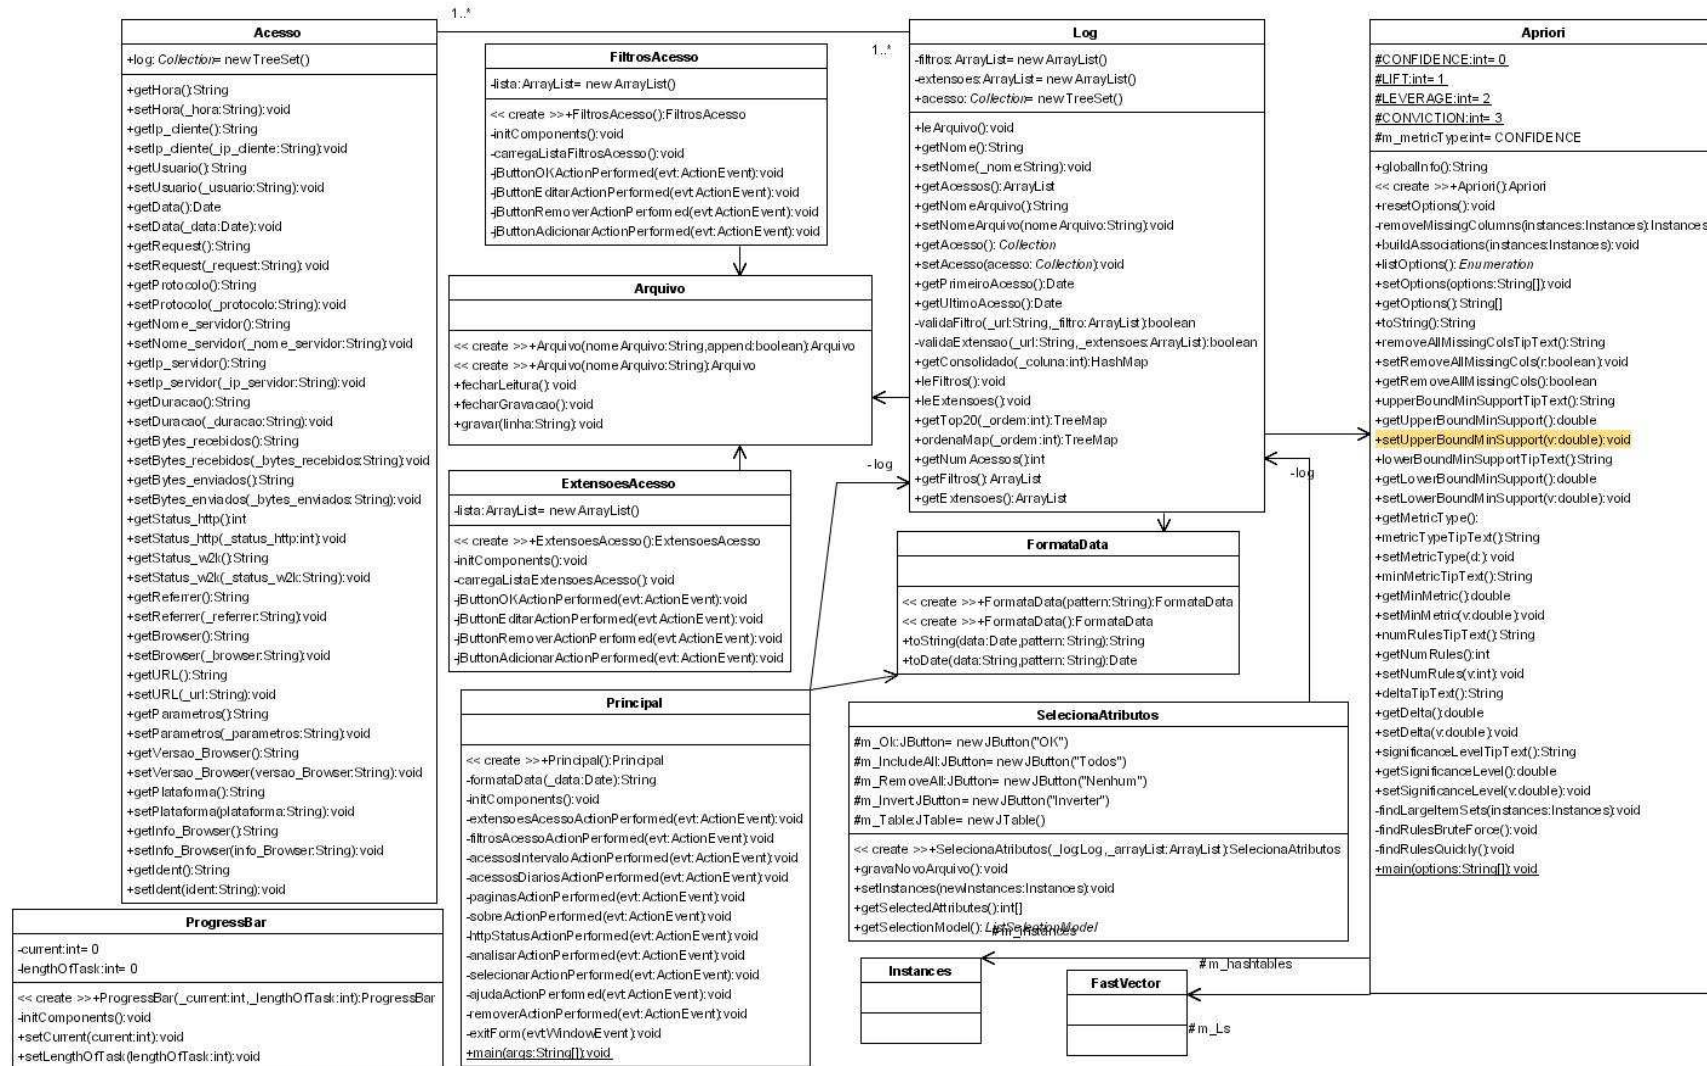 1..*
1..*
Acesso
+log: Collection= new TreeSet()
+getHora():String
+setHora(_hora:String):void
+getIp_cliente():String
+setIp_cliente(_ip_cliente:String):void
+getUsuario():String
+setUsuario(_usuario:String):void
+getData():Date
+setData(_data:Date):void
+getRequest():String
+setRequest(_request:String):void
+getProtocolo():String
+setProtocolo(_protocolo:String):void
+getNome_servidor():String
+setNome_servidor(_nome_servidor:String):void
+getIp_servidor():String
+setIp_servidor(_ip_servidor:String):void
+getDuracao():String
+setDuracao(_duracao:String):void
+getBytes_recebidos():String
+setBytes_recebidos(_bytes_recebidos:String):void
+getBytes_enviados():String
+setBytes_enviados(_bytes_enviados:String):void
+getStatus_http():int
+setStatus_http(_status_http:int):void
+getStatus_w2k():String
+setStatus_w2k(_status_w2k:String):void
+getReferrer():String
+setReferrer(_referrer:String):void
+getBrowser():String
+setBrowser(_browser:String):void
+getURL():String
+setURL(_url:String):void
+getParametros():String
+setParametros(_parametros:String):void
+getVersao_Browser():String
+setVersao_Browser(versao_Browser:String):void
+getPlataforma():String
+setPlataforma(plataforma:String):void
+getInfo_Browser():String
+setInfo_Browser(info_Browser:String):void
+getIdent():String
+setIdent(ident:String):void
ProgressBar
-current:int= 0
-lengthOfTask:int= 0
<< create >>+ProgressBar(_current:int,_lengthOfTask:int):ProgressBar
-initComponents():void
+setCurrent(current:int):void
+setLengthOfTask(lengthOfTask:int):void
FiltrosAcesso
-lista:ArrayList= new ArrayList()
<< create >>+FiltrosAcesso():FiltrosAcesso
-initComponents():void
-carregaListaFiltrosAcesso():void
-jButtonOKActionPerformed(evt:ActionEvent):void
-jButtonEditarActionPerformed(evt:ActionEvent):void
-jButtonRemoverActionPerformed(evt:ActionEvent):void
-jButtonAdicionarActionPerformed(evt:ActionEvent):void
Arquivo
<< create >>+Arquivo(nomeArquivo:String,append:boolean):Arquivo
<< create >>+Arquivo(nomeArquivo:String):Arquivo
+fecharLeitura():void
+fecharGravacao():void
+gravar(linha:String):void
ExtensoesAcesso
-lista:ArrayList= new ArrayList()
<< create >>+ExtensoesAcesso():ExtensoesAcesso
-initComponents():void
-carregaListaExtensoesAcesso():void
-jButtonOKActionPerformed(evt:ActionEvent):void
-jButtonEditarActionPerformed(evt:ActionEvent):void
-jButtonRemoverActionPerformed(evt:ActionEvent):void
-jButtonAdicionarActionPerformed(evt:ActionEvent):void
Principal
<< create >>+Principal():Principal
-formataData(_data:Date):String
-initComponents():void
-extensoesAcessoActionPerformed(evt:ActionEvent):void
-filtrosAcessoActionPerformed(evt:ActionEvent):void
-acessosIntervaloActionPerformed(evt:ActionEvent):void
-acessosDiariosActionPerformed(evt:ActionEvent):void
-paginasActionPerformed(evt:ActionEvent):void
-sobreActionPerformed(evt:ActionEvent):void
-httpStatusActionPerformed(evt:ActionEvent):void
-analisarActionPerformed(evt:ActionEvent):void
-selecionarActionPerformed(evt:ActionEvent):void
-ajudaActionPerformed(evt:ActionEvent):void
-removerActionPerformed(evt:ActionEvent):void
-exitForm(evt:WindowEvent):void
+main(args:String[]):void
Log
-filtros:ArrayList= new ArrayList()
-extensoes:ArrayList= new ArrayList()
+acesso:Collection= new TreeSet()
+leArquivo():void
+getNome():String
+setNome(_nome:String):void
+getAcessos():ArrayList
+getNomeArquivo():String
+setNomeArquivo(nomeArquivo:String):void
+getAcesso():Collection
+setAcesso(acesso:Collection):void
+getPrimeiroAcesso():Date
+getUltimoAcesso():Date
-validaFiltro(_url:String,_filtro:ArrayList):boolean
-validaExtensao(_url:String,_extensoes:ArrayList):boolean
+getConsolidado(_coluna:int):HashMap
+leFiltros():void
+leExtensoes():void
+getTop20(_ordem:int):TreeMap
+ordenaMap(_ordem:int):TreeMap
+getNumAcessos():int
+getFiltros():ArrayList
+getExtensoes():ArrayList
-log
-log
FormataData
<< create >>+FormataData(pattern:String):FormataData
<< create >>+FormataData():FormataData
+toString(data:Date,pattern:String):String
+toDate(data:String,pattern:String):Date
SelecionaAtributos
#m_Ok:JButton= new JButton("OK")
#m_IncludeAll:JButton= new JButton("Todos")
#m_RemoveAll:JButton= new JButton("Nenhum")
#m_Invert:JButton= new JButton("Inverter")
#m_Table:JTable= new JTable()
<< create >>+SelecionaAtributos(_log:Log,_arrayList:ArrayList):SelecionaAtributos
+gravaNovoArquivo():void
+setInstances(newInstances:Instances):void
+getSelectedAttributes():int[]
+getSelectionModel():ListSelectionModel
#m_instances
Instances
#m_hashtables
FastVector
#m_Ls
Apriori
#CONFIDENCE:int= 0
#LIFT:int= 1
#LEVERAGE:int= 2
#CONVICTION:int= 3
#m_metricType:int= CONFIDENCE
+globalInfo():String
<< create >>+Apriori():Apriori
+resetOptions():void
-removeMissingColumns(instances:Instances):Instances
+buildAssociations(instances:Instances):void
+listOptions():Enumeration
+setOptions(options:String[]):void
+getOptions():String[]
+toString():String
+removeAllMissingColsTipText():String
+setRemoveAllMissingCols(r:boolean):void
+getRemoveAllMissingCols():boolean
+upperBoundMinSupportTipText():String
+getUpperBoundMinSupport():double
+setUpperBoundMinSupport(v:double):void
+lowerBoundMinSupportTipText():String
+getLowerBoundMinSupport():double
+setLowerBoundMinSupport(v:double):void
+getMetricType():
+metricTypeTipText():String
+setMetricType(d:):void
+minMetricTipText():String
+getMinMetric():double
+setMinMetric(v:double):void
+numRulesTipText():String
+getNumRules():int
+setNumRules(v:int):void
+deltaTipText():String
+getDelta():double
+setDelta(v:double):void
+significanceLevelTipText():String
+getSignificanceLevel():double
+setSignificanceLevel(v:double):void
-findLargeItemSets(instances:Instances):void
-findRulesBruteForce():void
-findRulesQuickly():void
+main(options:String[]):void